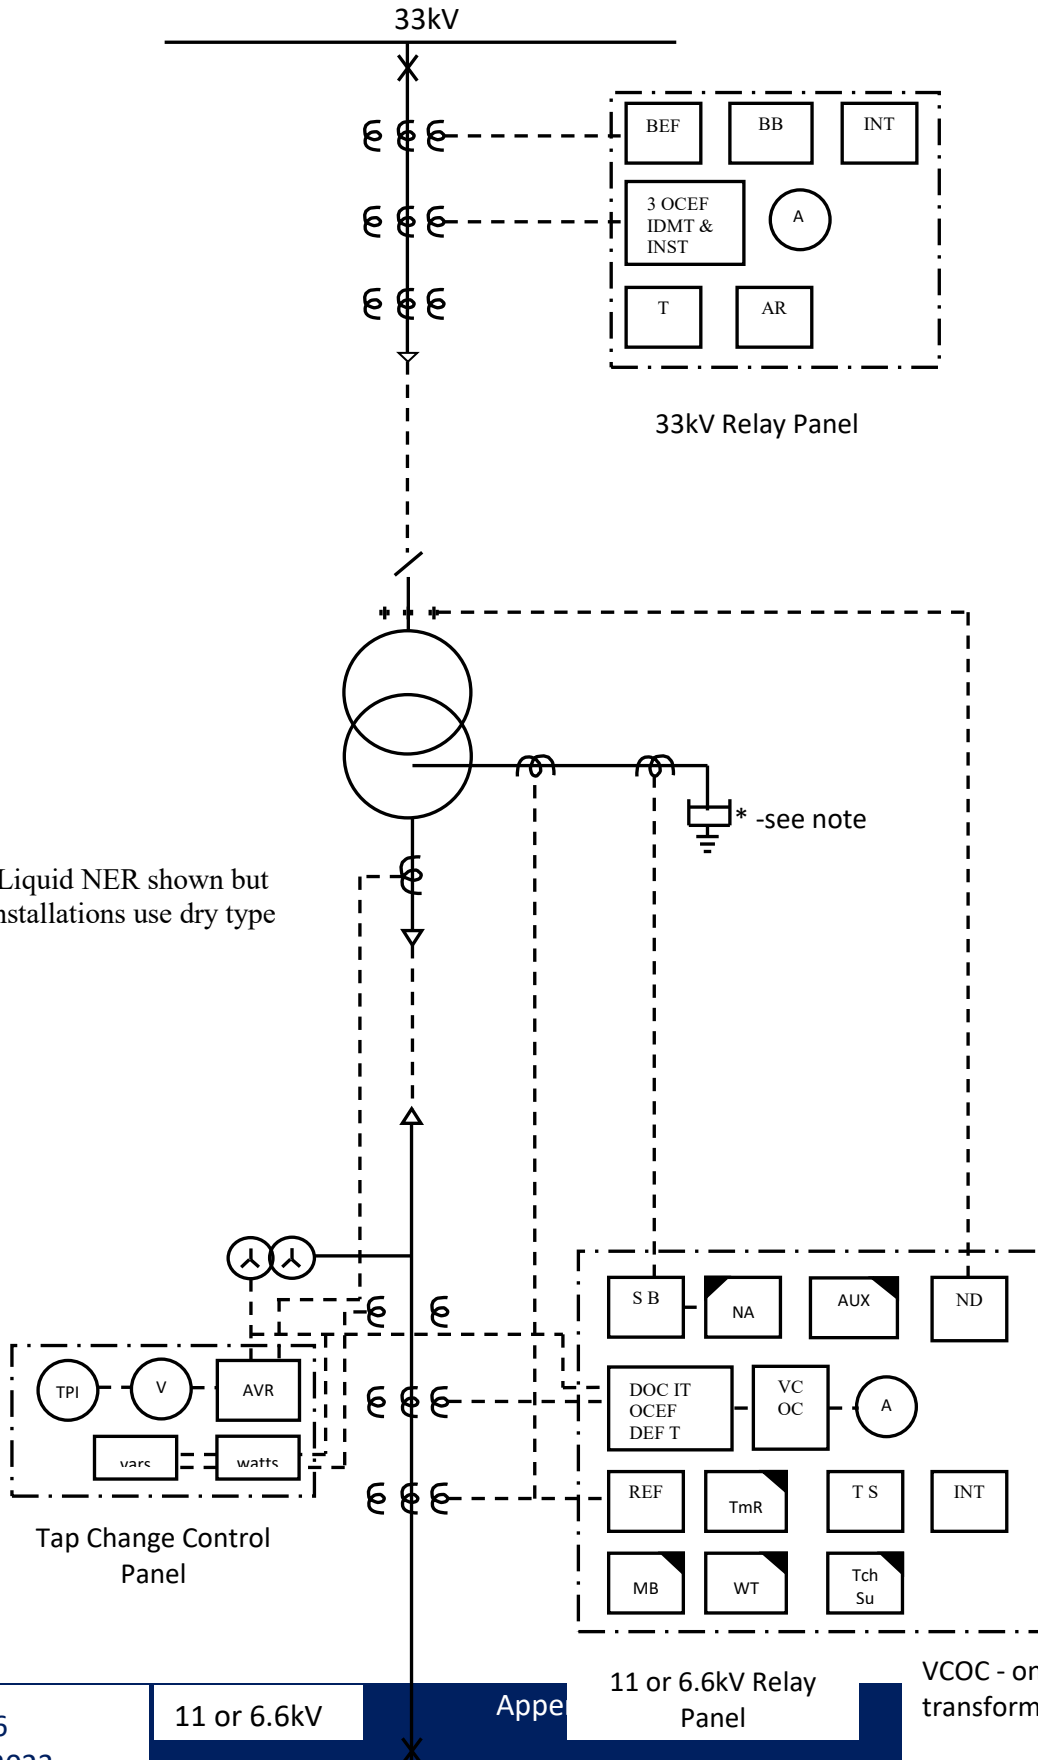 33kV
BEF
BB
INT
3 OCEF
IDMT &
INST
A
T
AR
33kV Relay Panel
* -see note
Liquid NER shown but
nstallations use dry type
S B
NA
AUX
ND
TPI
V
AVR
DOC IT
OCEF
DEF T
VC
OC
A
vars
watts
REF
TmR
T S
INT
Tap Change Control
Panel
MB
WT
Tch
Su
11 or 6.6kV Relay
Panel
VCOC - on
transform
11 or 6.6kV
Appe